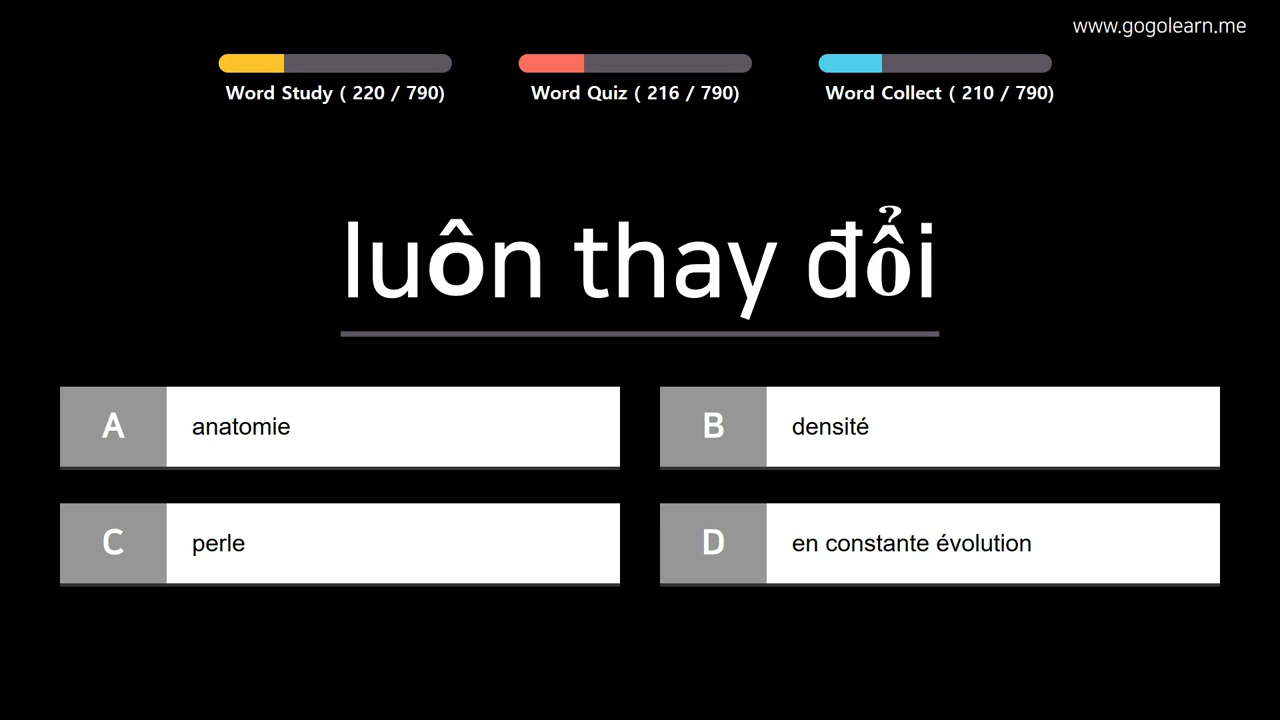 www.gogolearn.me
Word Study ( 220 / 790)
Word Quiz ( 216 / 790)
Word Collect ( 210 / 790)
luôn thay đổi
A
anatomie
B
densité
C
perle
D
en constante évolution